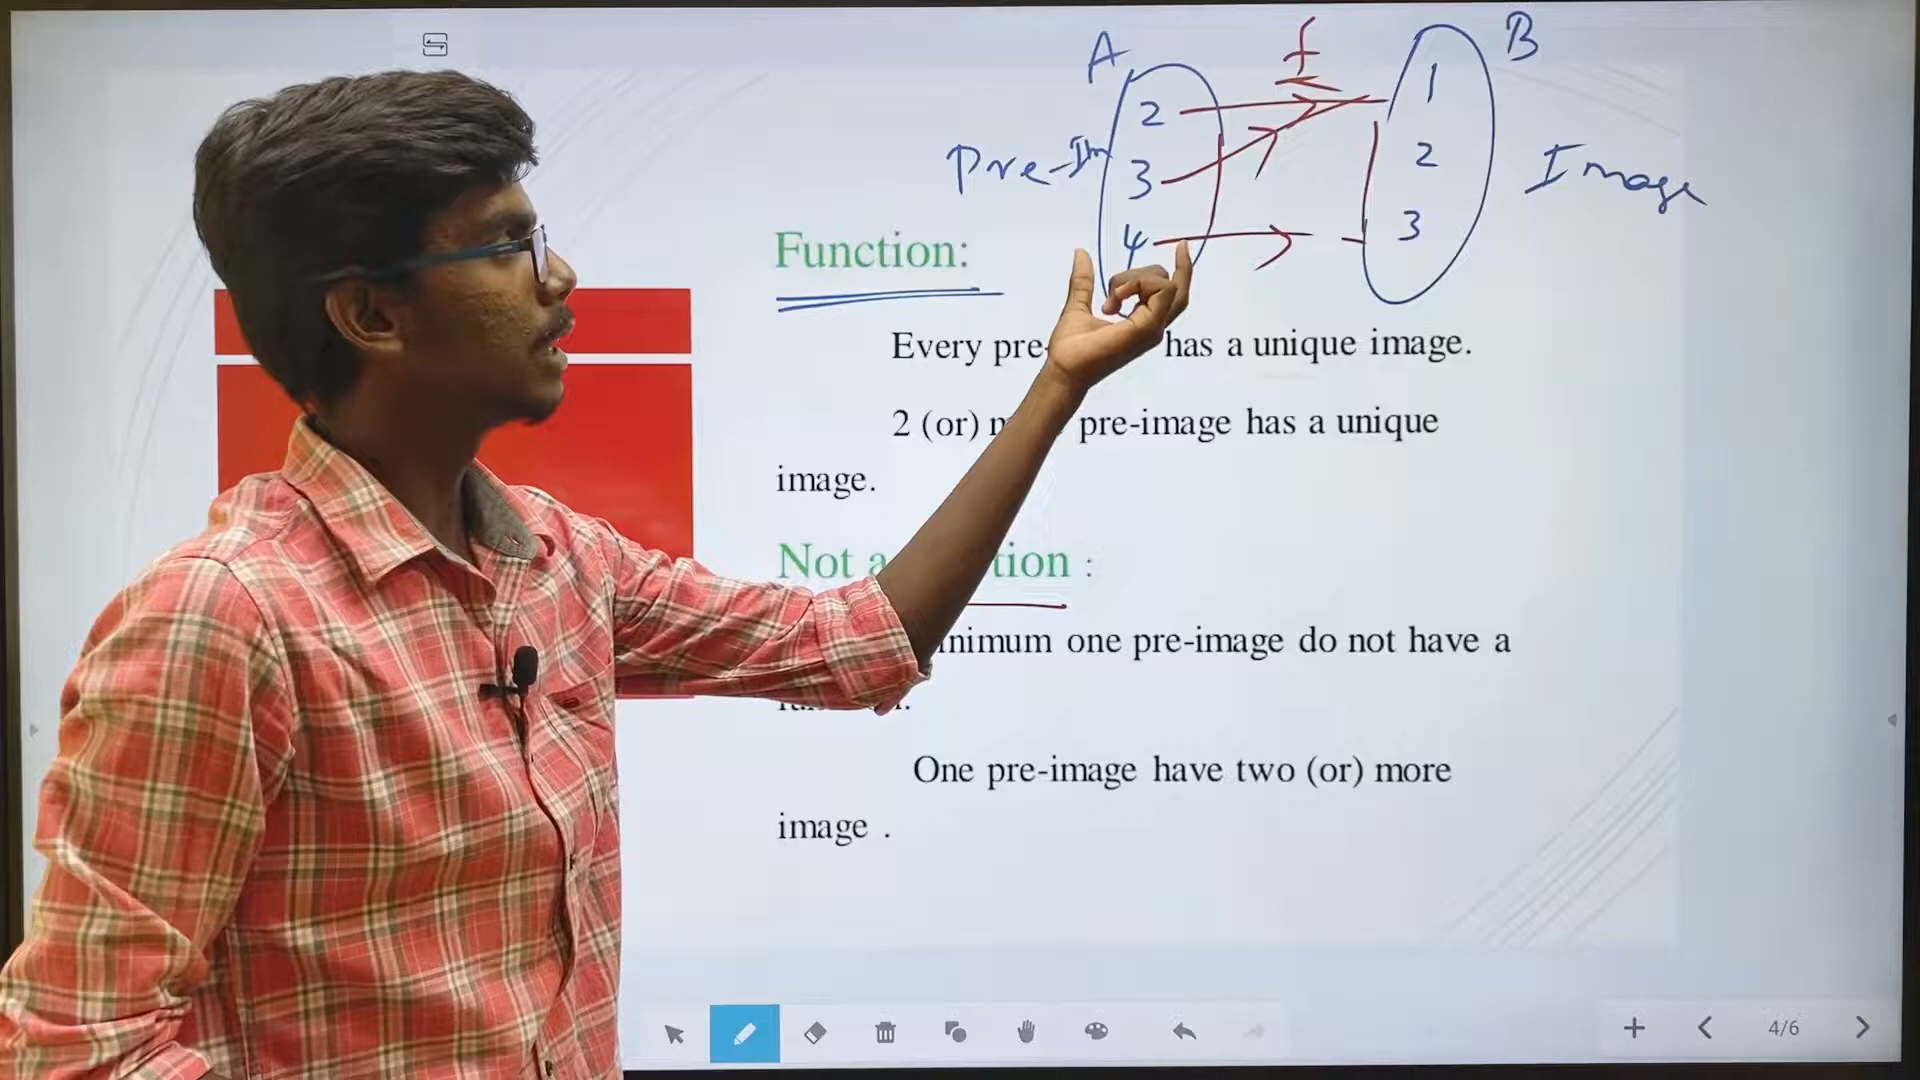 A f B
2 1
Pre-Im 3 2 Image
4 3
Function:
Every pre- has a unique image.
2 (or) pre-image has a unique
image.
Not a tion :
nimum one pre-image do not have a
One pre-image have two (or) more
image .
4/6